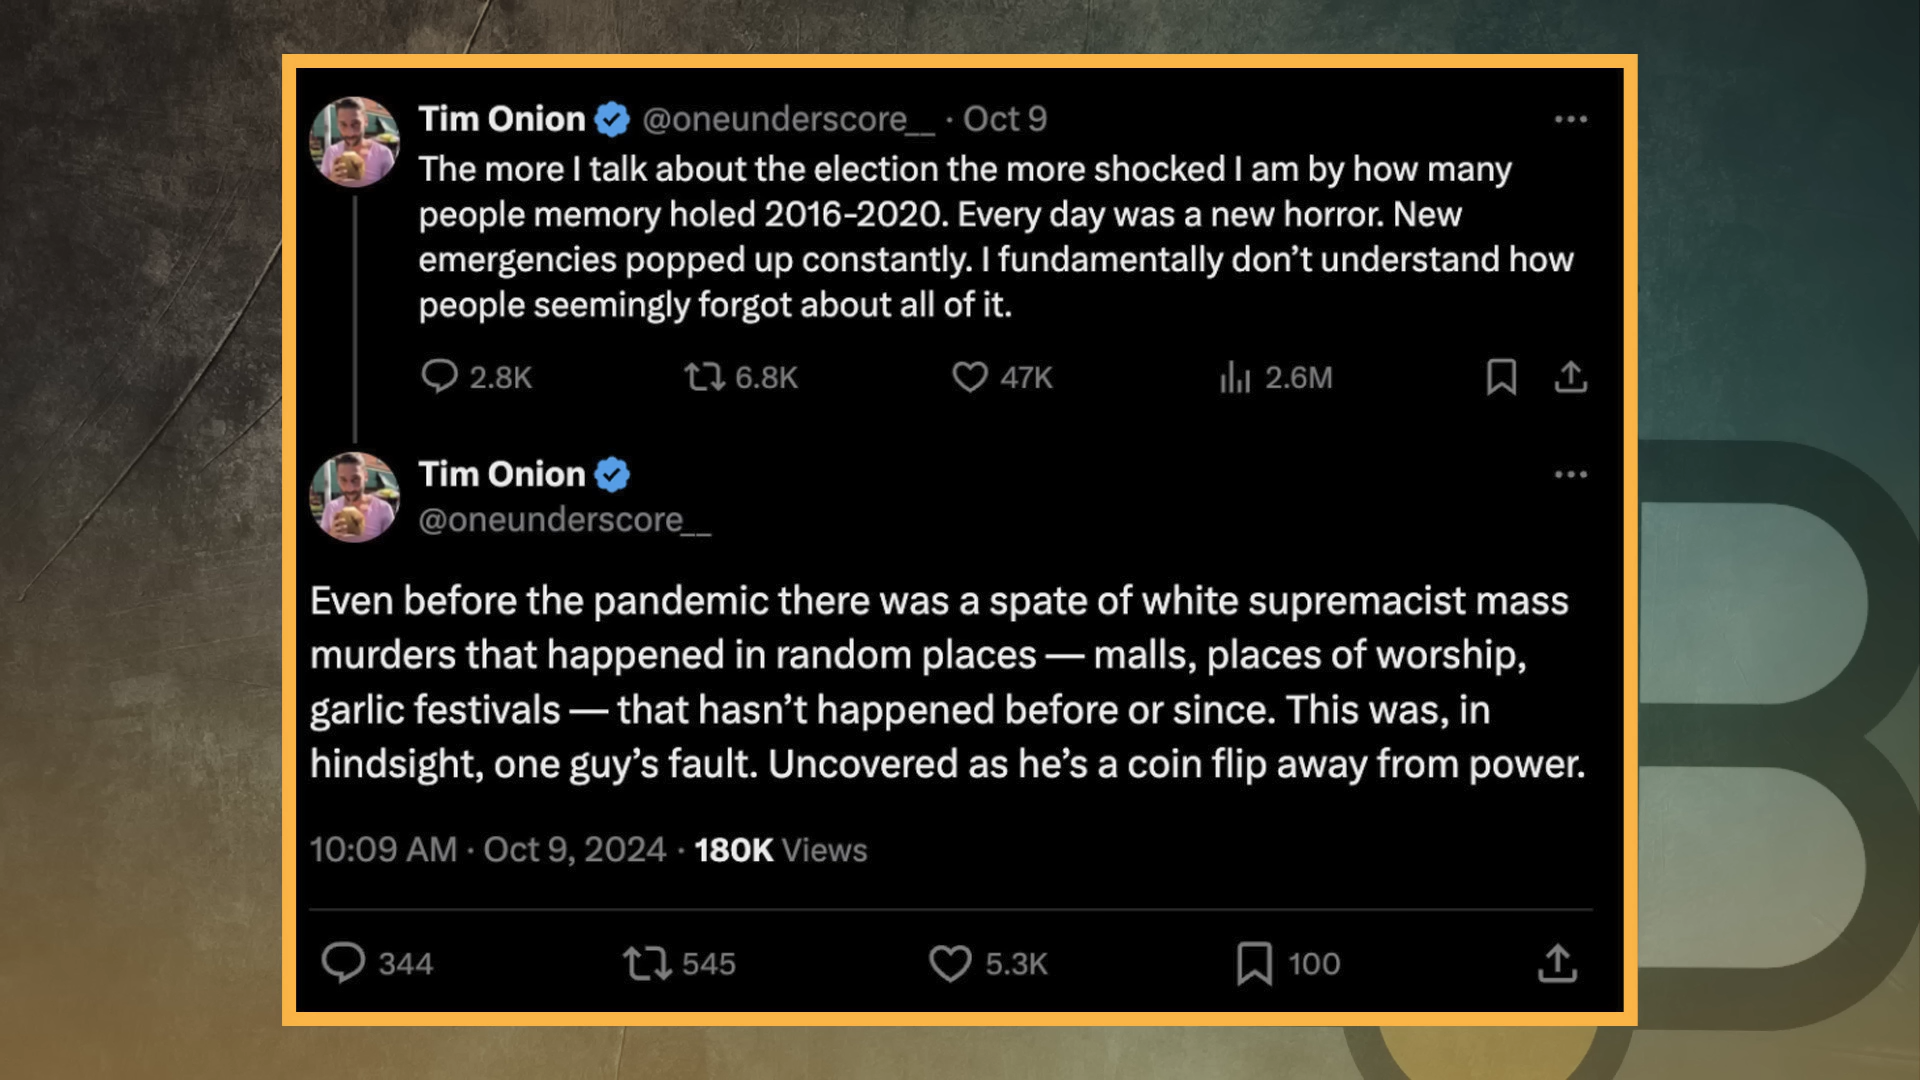 Tim Onion @oneunderscore__ · Oct 9
The more I talk about the election the more shocked I am by how many
people memory holed 2016-2020. Every day was a new horror. New
emergencies popped up constantly. I fundamentally don’t understand how
people seemingly forgot about all of it.
2.8K 6.8K 47K 2.6M
Tim Onion
@oneunderscore__
Even before the pandemic there was a spate of white supremacist mass
murders that happened in random places — malls, places of worship,
garlic festivals — that hasn’t happened before or since. This was, in
hindsight, one guy’s fault. Uncovered as he’s a coin flip away from power.
10:09 AM · Oct 9, 2024 · 180K Views
344 545 5.3K 100